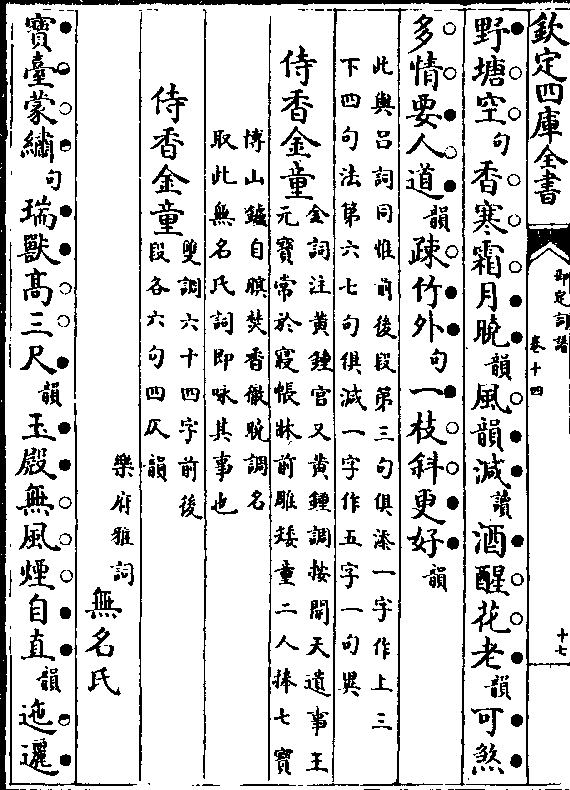 欽定四庫全書
御定詞譜
卷十四
十七
野塘空句香寒霜月晚韻風韻減讀酒醒花老韻可煞
多情要人道韻疎竹外句一枝斜更好韻
此與呂詞同惟前後段第三句俱添一字作上三
下四句法第六七句俱減一字作五字一句異
侍香金童金詞注黃鍾宮又黃鍾調按開天遺事王
元寶常於寢帳牀前雕矮童二人捧七寶
博山鑪自暝焚香徹曉調名
取此無名氏詞即咏其事也
侍香金童雙調六十四字前後
段各六句四仄韻
樂府雅詞
無名氏
寶臺蒙繡句瑞獸高三尺韻玉殿無風煙自直韻迤邐